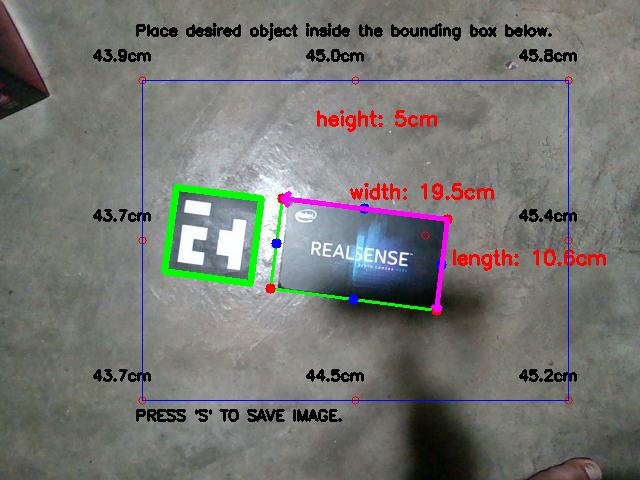 Place desired object inside the bounding box below.
43.9cm 45.0cm 45.8cm
height: 5cm
width: 19.5cm
43.7cm 45.4cm
intel
REALSENSE
length: 10.6cm
43.7cm 44.5cm 45.2cm
PRESS 'S' TO SAVE IMAGE.